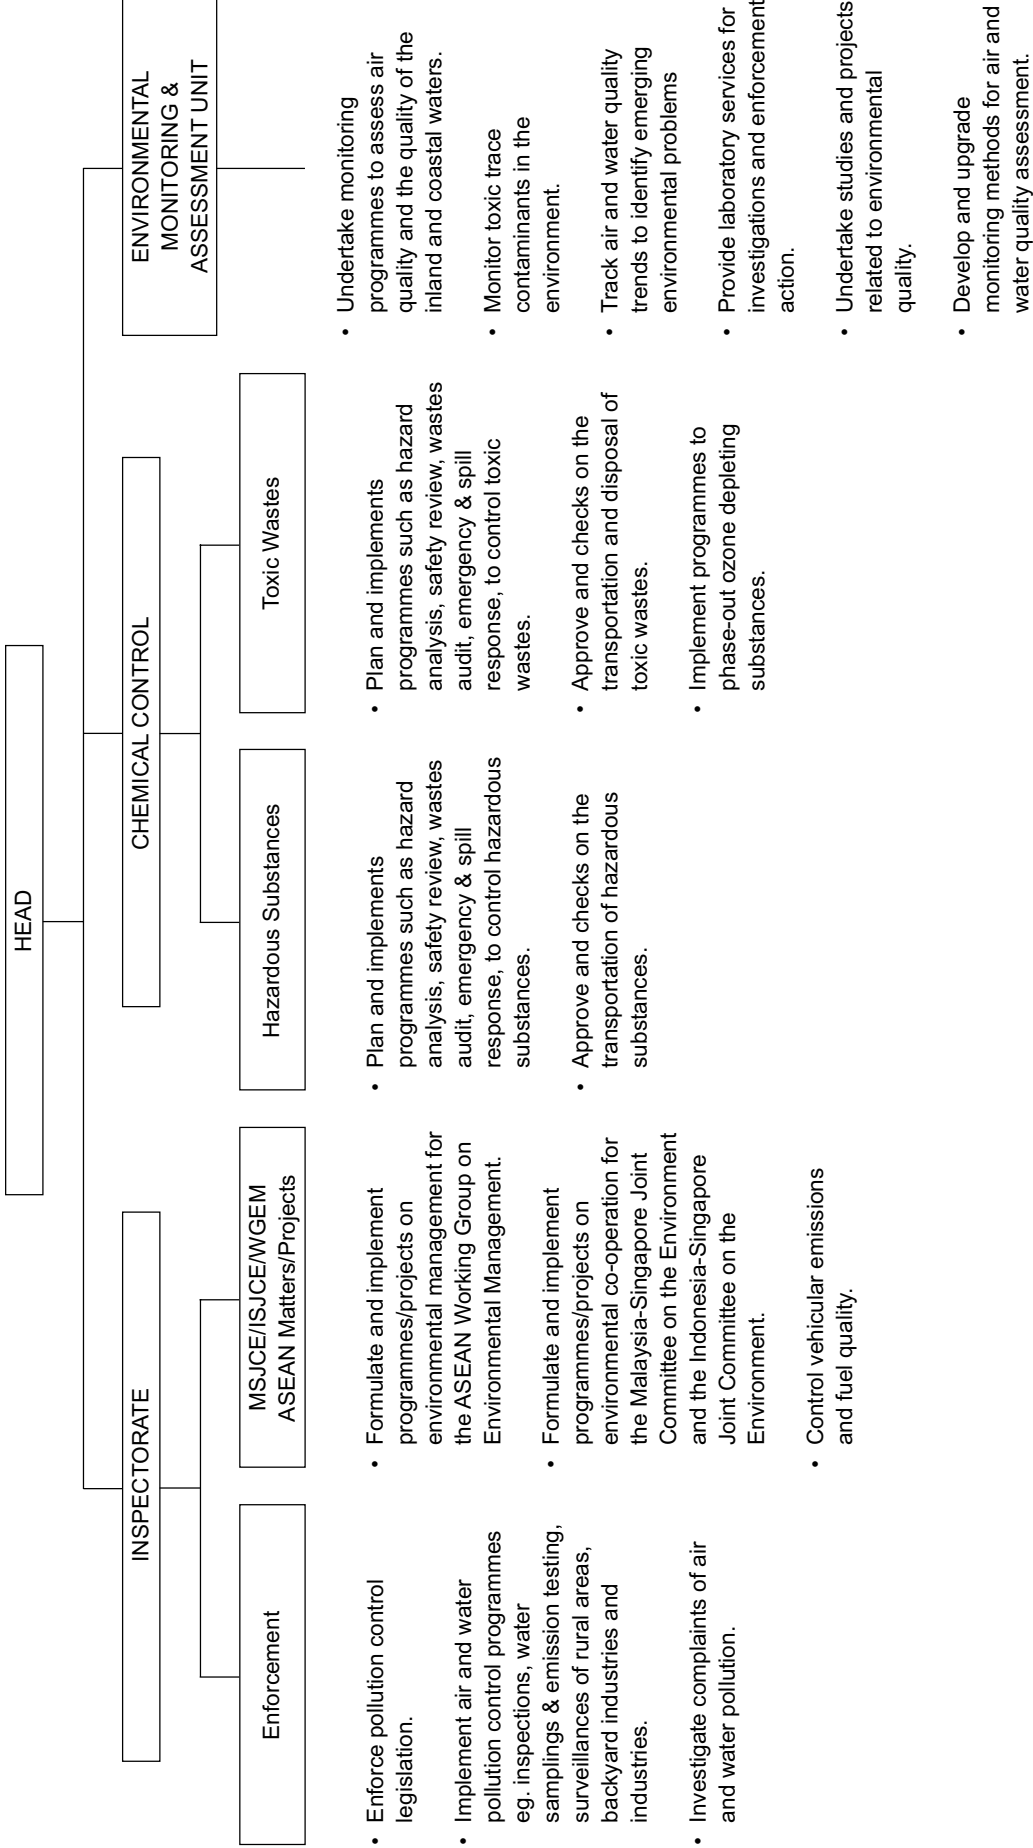 HEAD
INSPECTORATE
Enforcement
• Enforce pollution control
legislation.
• Implement air and water
pollution control programmes
eg. inspections, water
samplings & emission testing,
surveillances of rural areas,
backyard industries and
industries.
• Investigate complaints of air
and water pollution.
MSJCE/ISJCE/WGEM
ASEAN Matters/Projects
• Formulate and implement
programmes/projects on
environmental management for
the ASEAN Working Group on
Environmental Management.
• Formulate and implement
programmes/projects on
environmental co-operation for
the Malaysia-Singapore Joint
Committee on the Environment
and the Indonesia-Singapore
Joint Committee on the
Environment.
• Control vehicular emissions
and fuel quality.
CHEMICAL CONTROL
Hazardous Substances
• Plan and implements
programmes such as hazard
analysis, safety review, wastes
audit, emergency & spill
response, to control hazardous
substances.
• Approve and checks on the
transportation of hazardous
substances.
Toxic Wastes
• Plan and implements
programmes such as hazard
analysis, safety review, wastes
audit, emergency & spill
response, to control toxic
wastes.
• Approve and checks on the
transportation and disposal of
toxic wastes.
• Implement programmes to
phase-out ozone depleting
substances.
ENVIRONMENTAL
MONITORING &
ASSESSMENT UNIT
• Undertake monitoring
programmes to assess air
quality and the quality of the
inland and coastal waters.
• Monitor toxic trace
contaminants in the
environment.
• Track air and water quality
trends to identify emerging
environmental problems
• Provide laboratory services for
investigations and enforcement
action.
• Undertake studies and projects
related to environmental
quality.
• Develop and upgrade
monitoring methods for air and
water quality assessment.